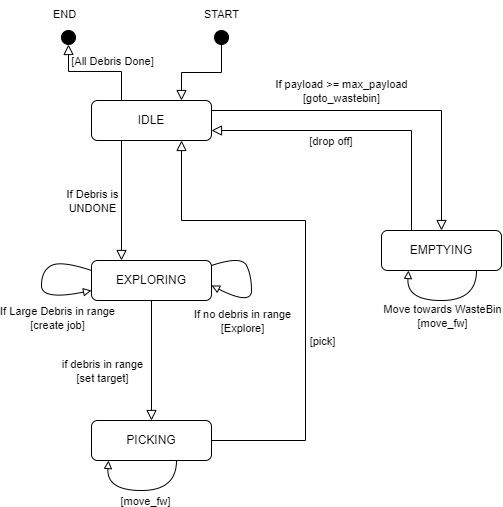 END
START
[All Debris Done]
If payload >= max_payload
[goto_wastebin]
IDLE
[drop off]
If Debris is
UNDONE
EMPTYING
EXPLORING
If Large Debris in range
[create job]
If no debris in range
[Explore]
Move towards WasteBin
[move_fw]
[pick]
if debris in range
[set target]
PICKING
[move_fw]